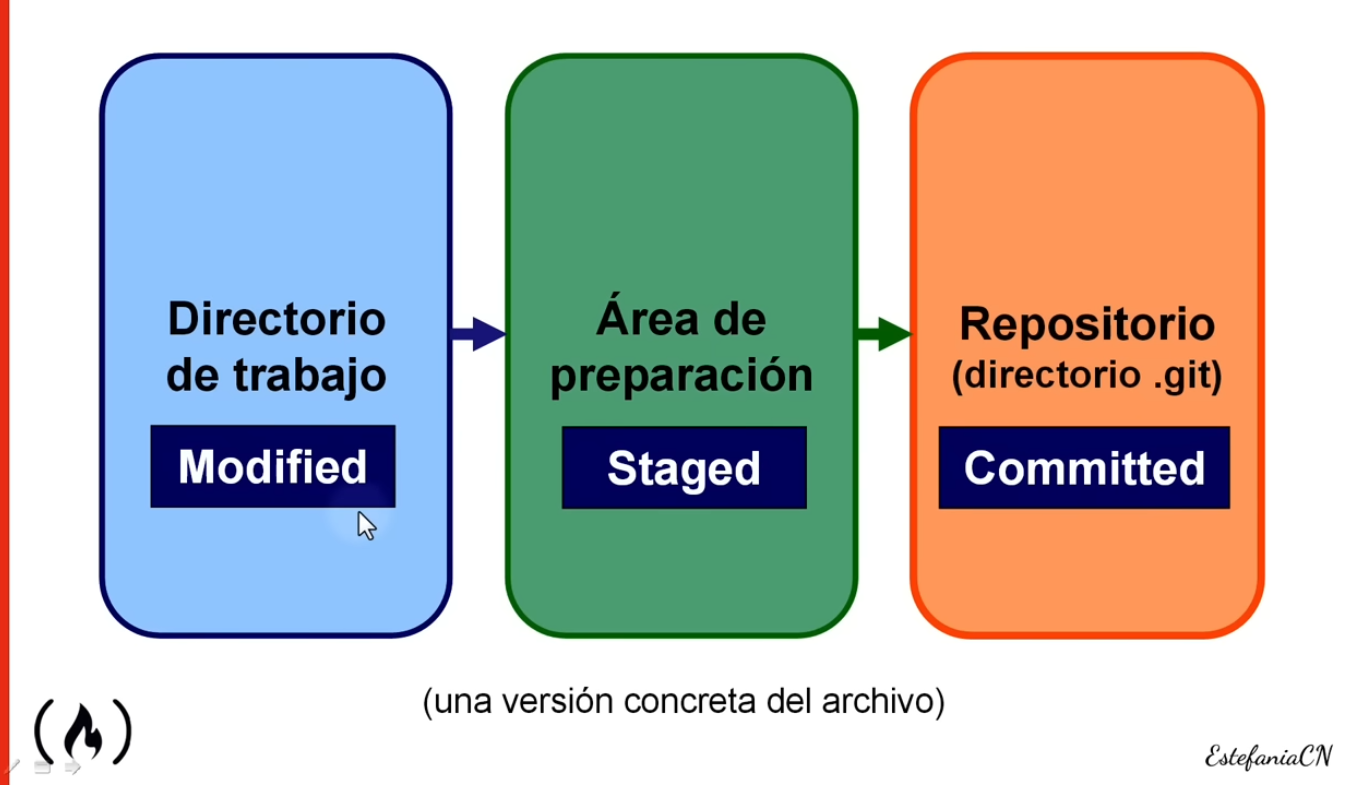 Directorio
de trabajo
Modified
Área de
preparación
Staged
Repositorio
(directorio .git)
Committed
(una versión concreta del archivo)
EstefaniaCN